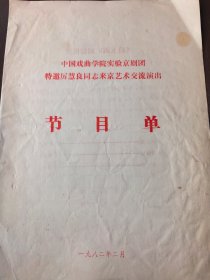 中国戏曲学院实验京剧团
特邀厉慧良同志来京艺术交流演出
节目单
一九八二年二月